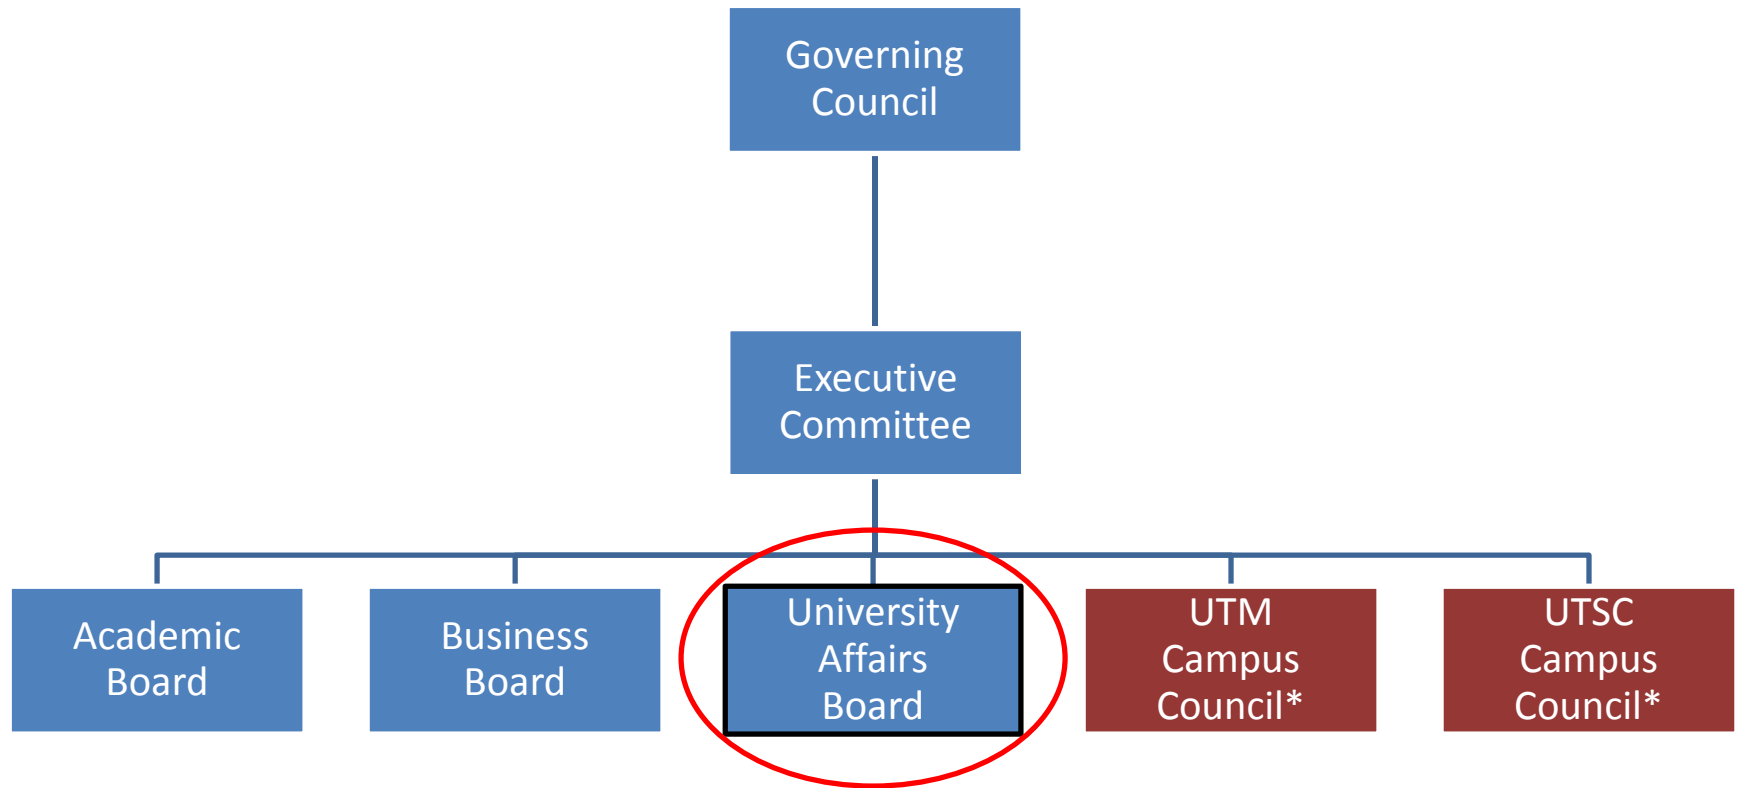 Governing
Council
Executive
Committee
Academic
Board
Business
Board
University
Affairs
Board
UTM
Campus
Council*
UTSC
Campus
Council*